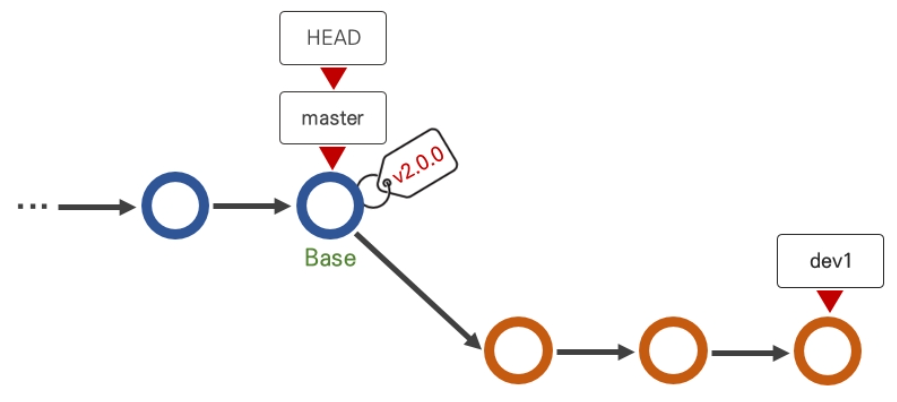 HEAD
master
v2.0.0
...
Base
dev1